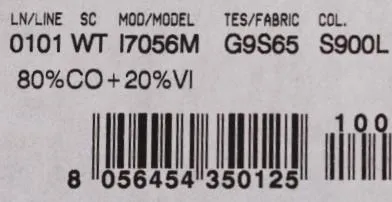 LN/LINE SC MOD/MODEL TES/FABRIC COL.
0101 WT I7056M G9S65 S900L
80%CO+20%VI
100
8 056454 350125